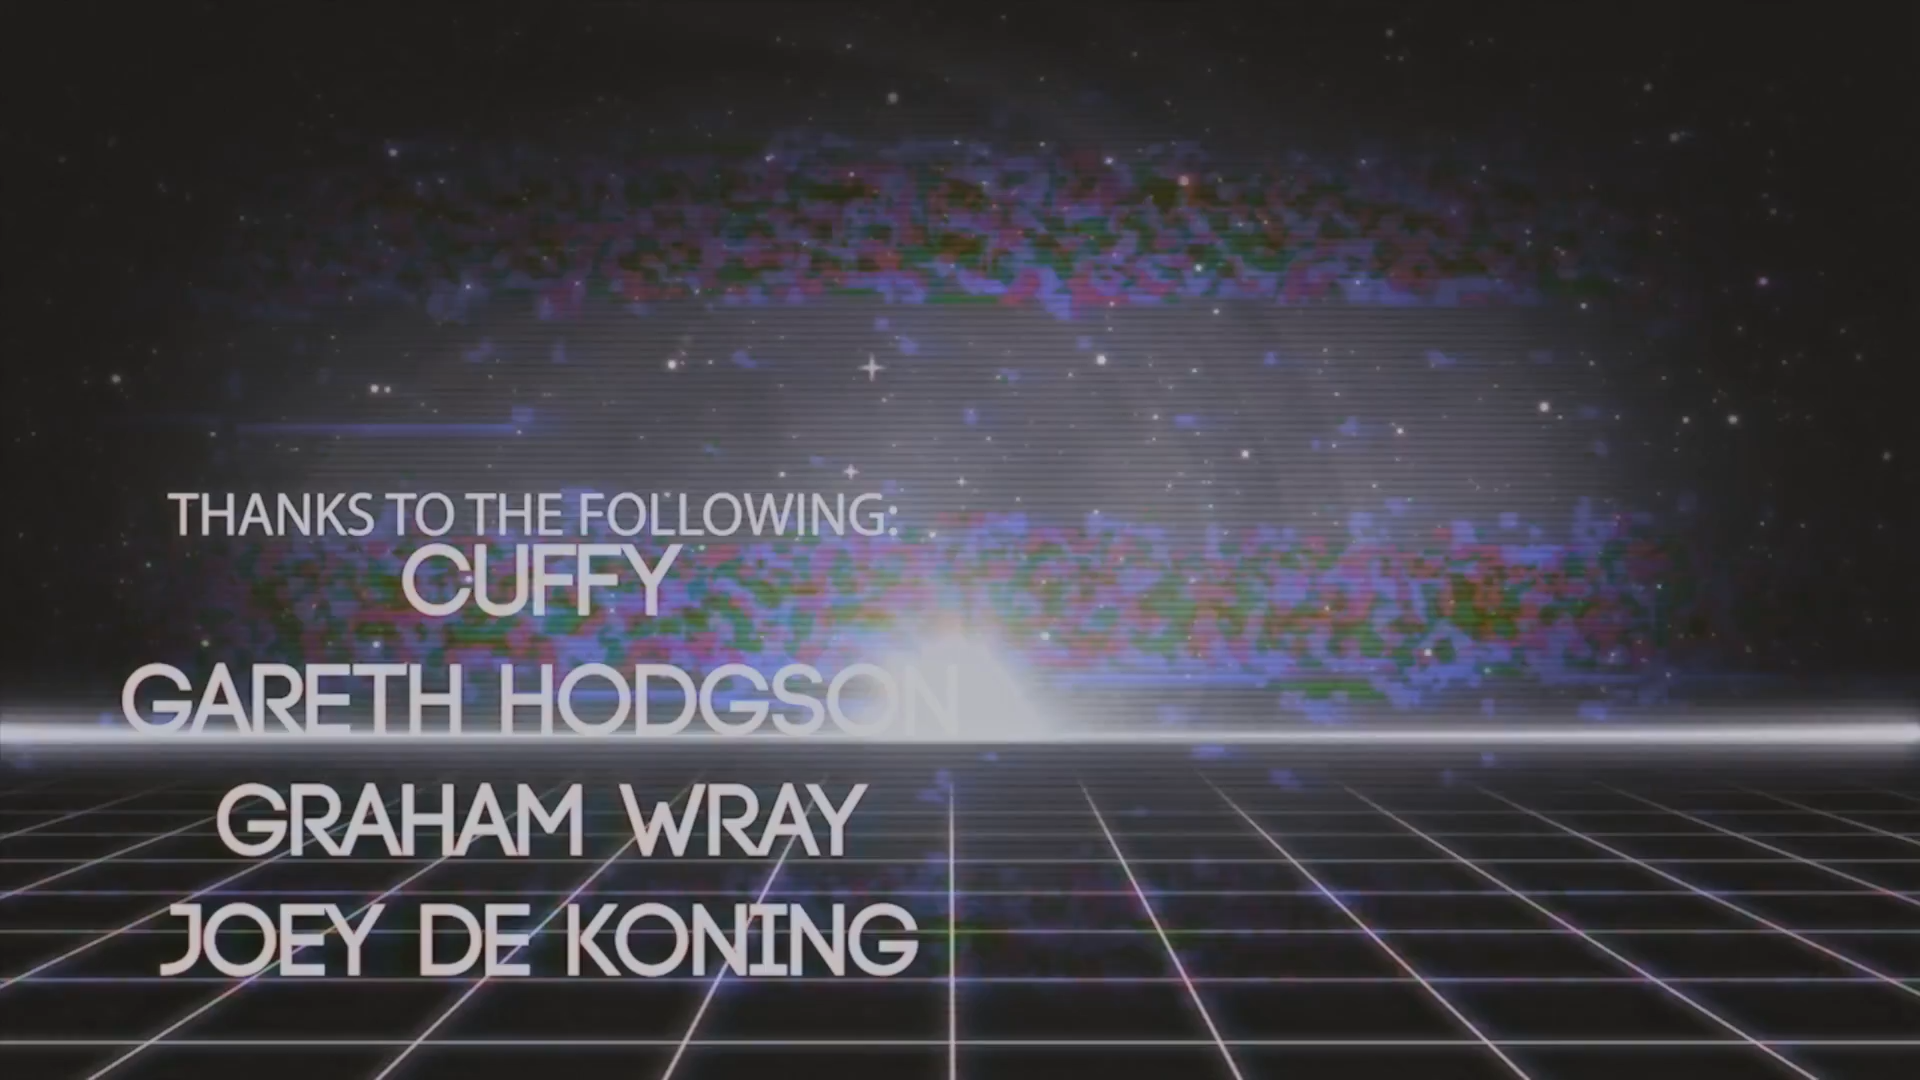 THANKS TO THE FOLLOWING:
CUFFY
GARETH HODGSON
GRAHAM WRAY
JOEY DE KONING